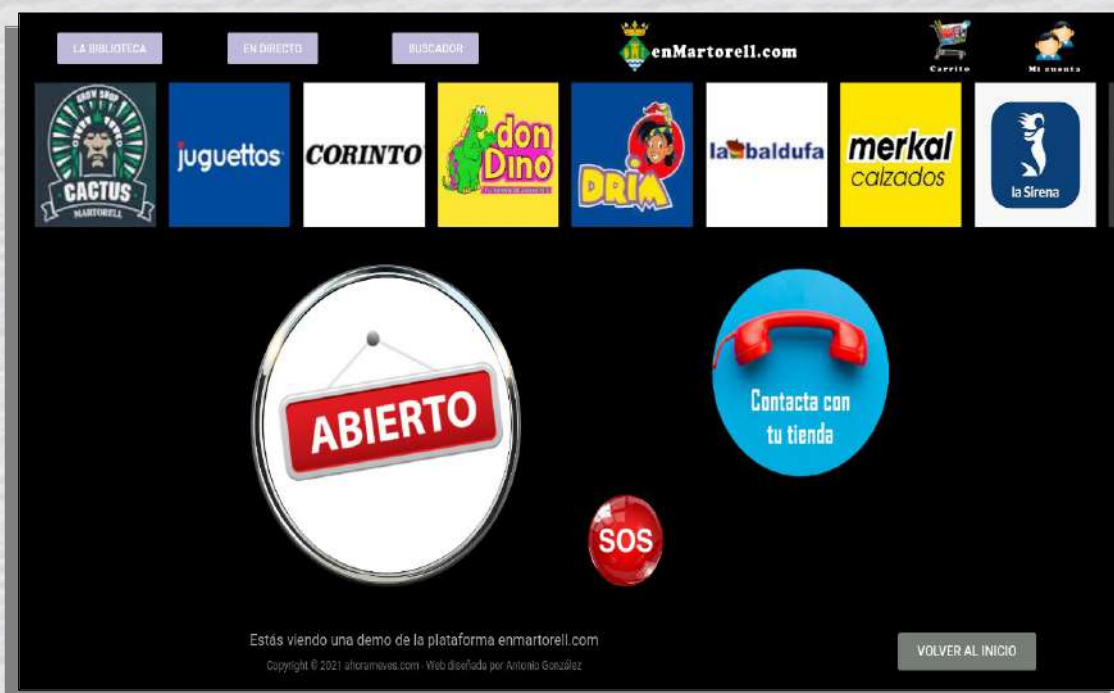 LA BIBLIOTECA
EN DIRECTO
BUSCADOR
enMartorell.com
Carrito
Mi cuenta
GROW SHOP
CACTUS
MARTORELL
juguettos
CORINTO
don
Dino
DRIM
la baldufa
merkal
calzados
la Sirena
ABIERTO
Contacta con
tu tienda
SOS
Estás viendo una demo de la plataforma enmartorell.com
Copyright © 2021 ahorameves.com - Web diseñada por Antonio González
VOLVER AL INICIO